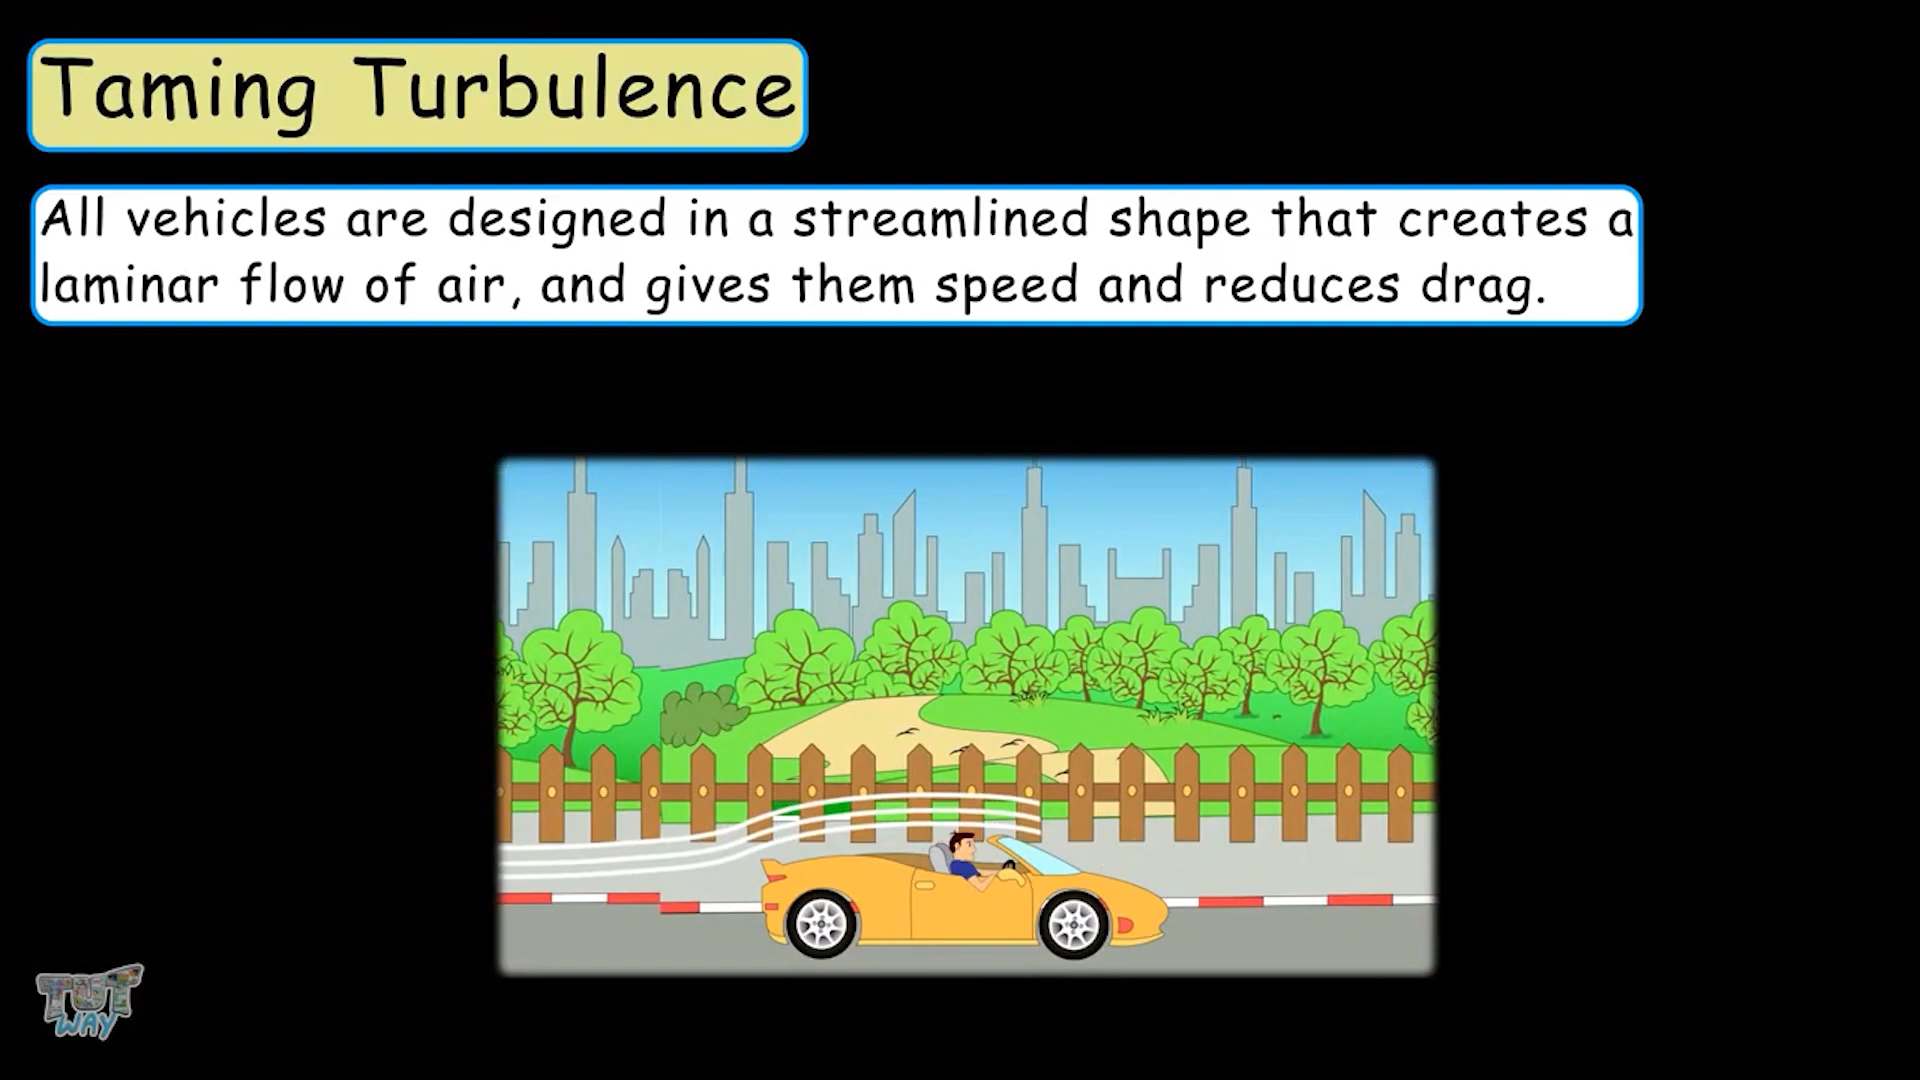 Taming Turbulence
All vehicles are designed in a streamlined shape that creates a
laminar flow of air, and gives them speed and reduces drag.
TUT
WAY